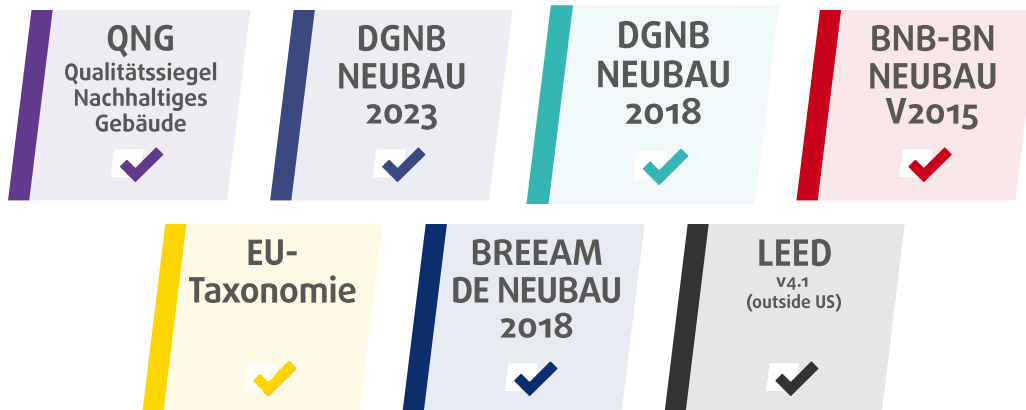 QNG
Qualitätssiegel
Nachhaltiges
Gebäude
DGNB
NEUBAU
2023
DGNB
NEUBAU
2018
BNB-BN
NEUBAU
V2015
EU-
Taxonomie
BREEAM
DE NEUBAU
2018
LEED
v4.1
(outside US)